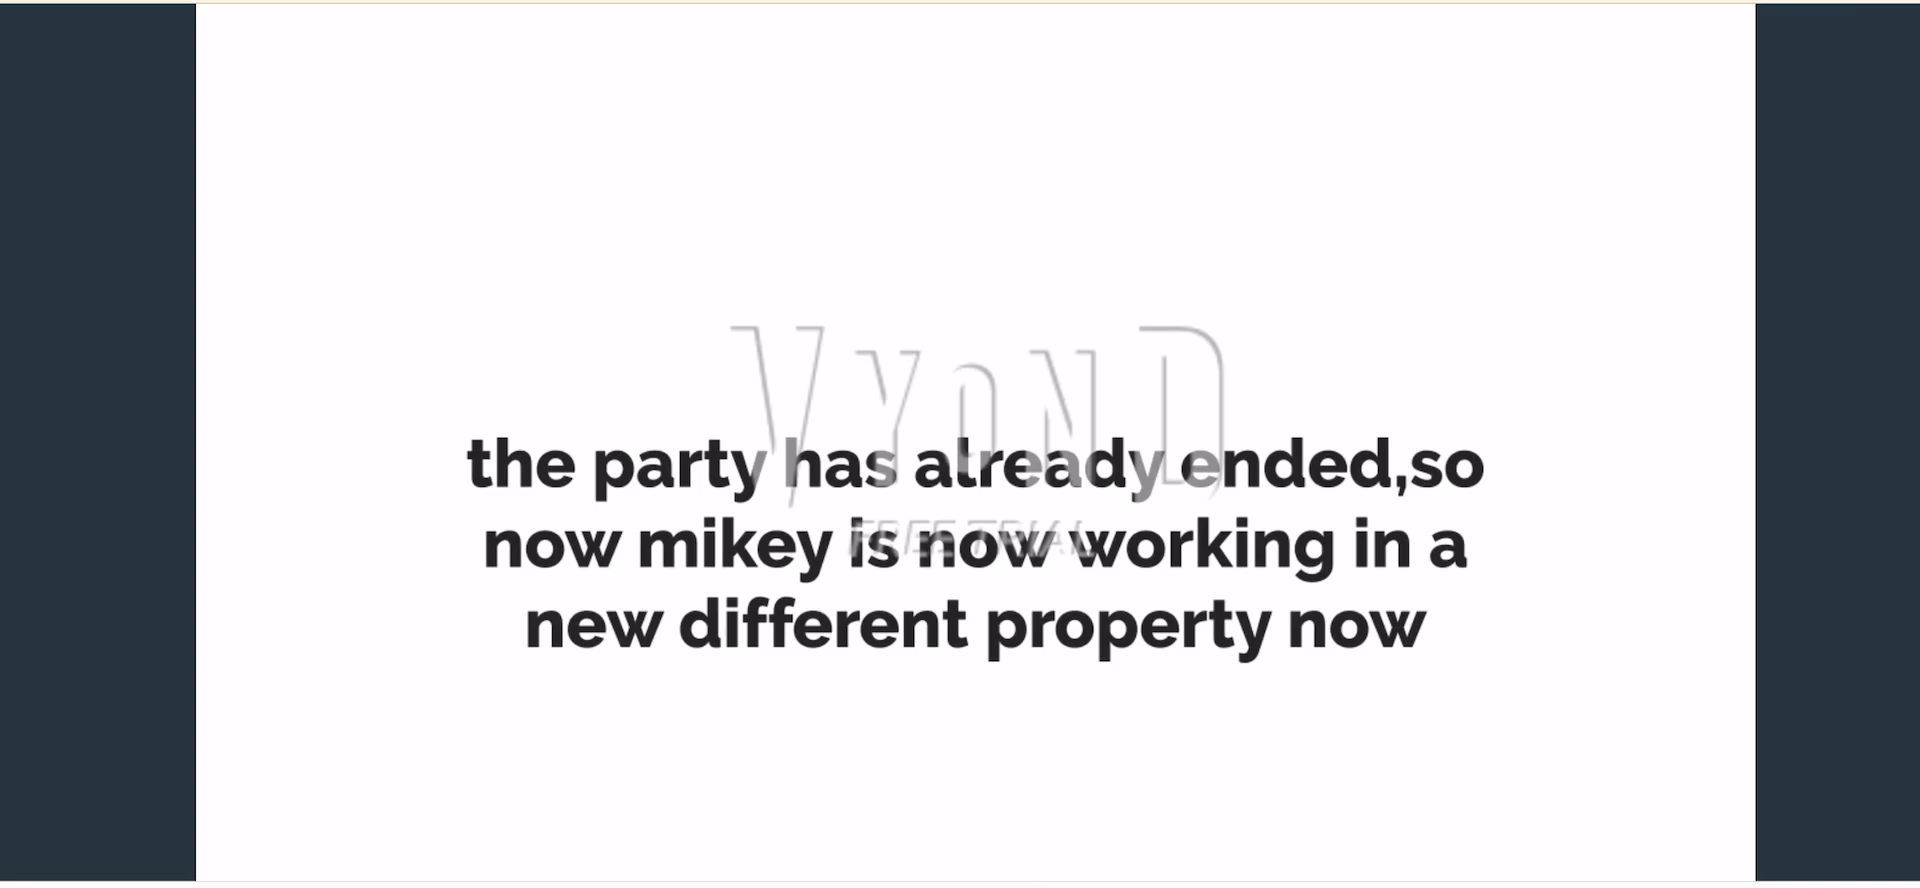 VYOND
the party has already ended,so
FREE TRIAL
now mikey is now working in a
new different property now